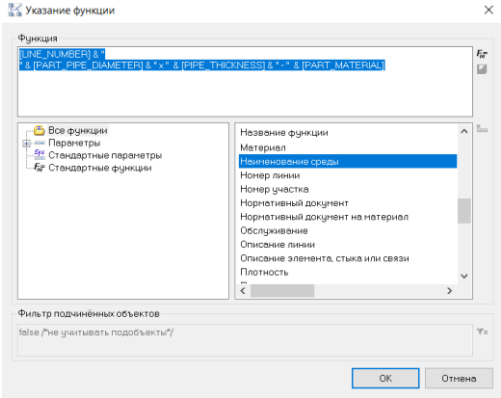 Указание функции
Функция
[LINE_NUMBER] & "
" & [PART_PIPE_DIAMETER] & " x " & [PIPE_THICKNESS] & " - " & [PART_MATERIAL]
Все функции
Параметры
Стандартные параметры
Стандартные функции
Название функции
Материал
Наименование среды
Номер линии
Номер участка
Нормативный документ
Нормативный документ на материал
Обслуживание
Описание линии
Описание элемента, стыка или связи
Плотность
Фильтр подчинённых объектов
false /*не учитывать подобъекты*/
OK
Отмена